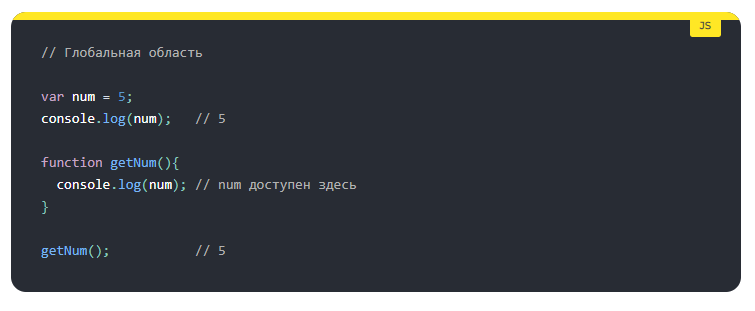 JS
// Глобальная область
var num = 5;
console.log(num);   // 5
function getNum(){
  console.log(num); // num доступен здесь
}
getNum();           // 5